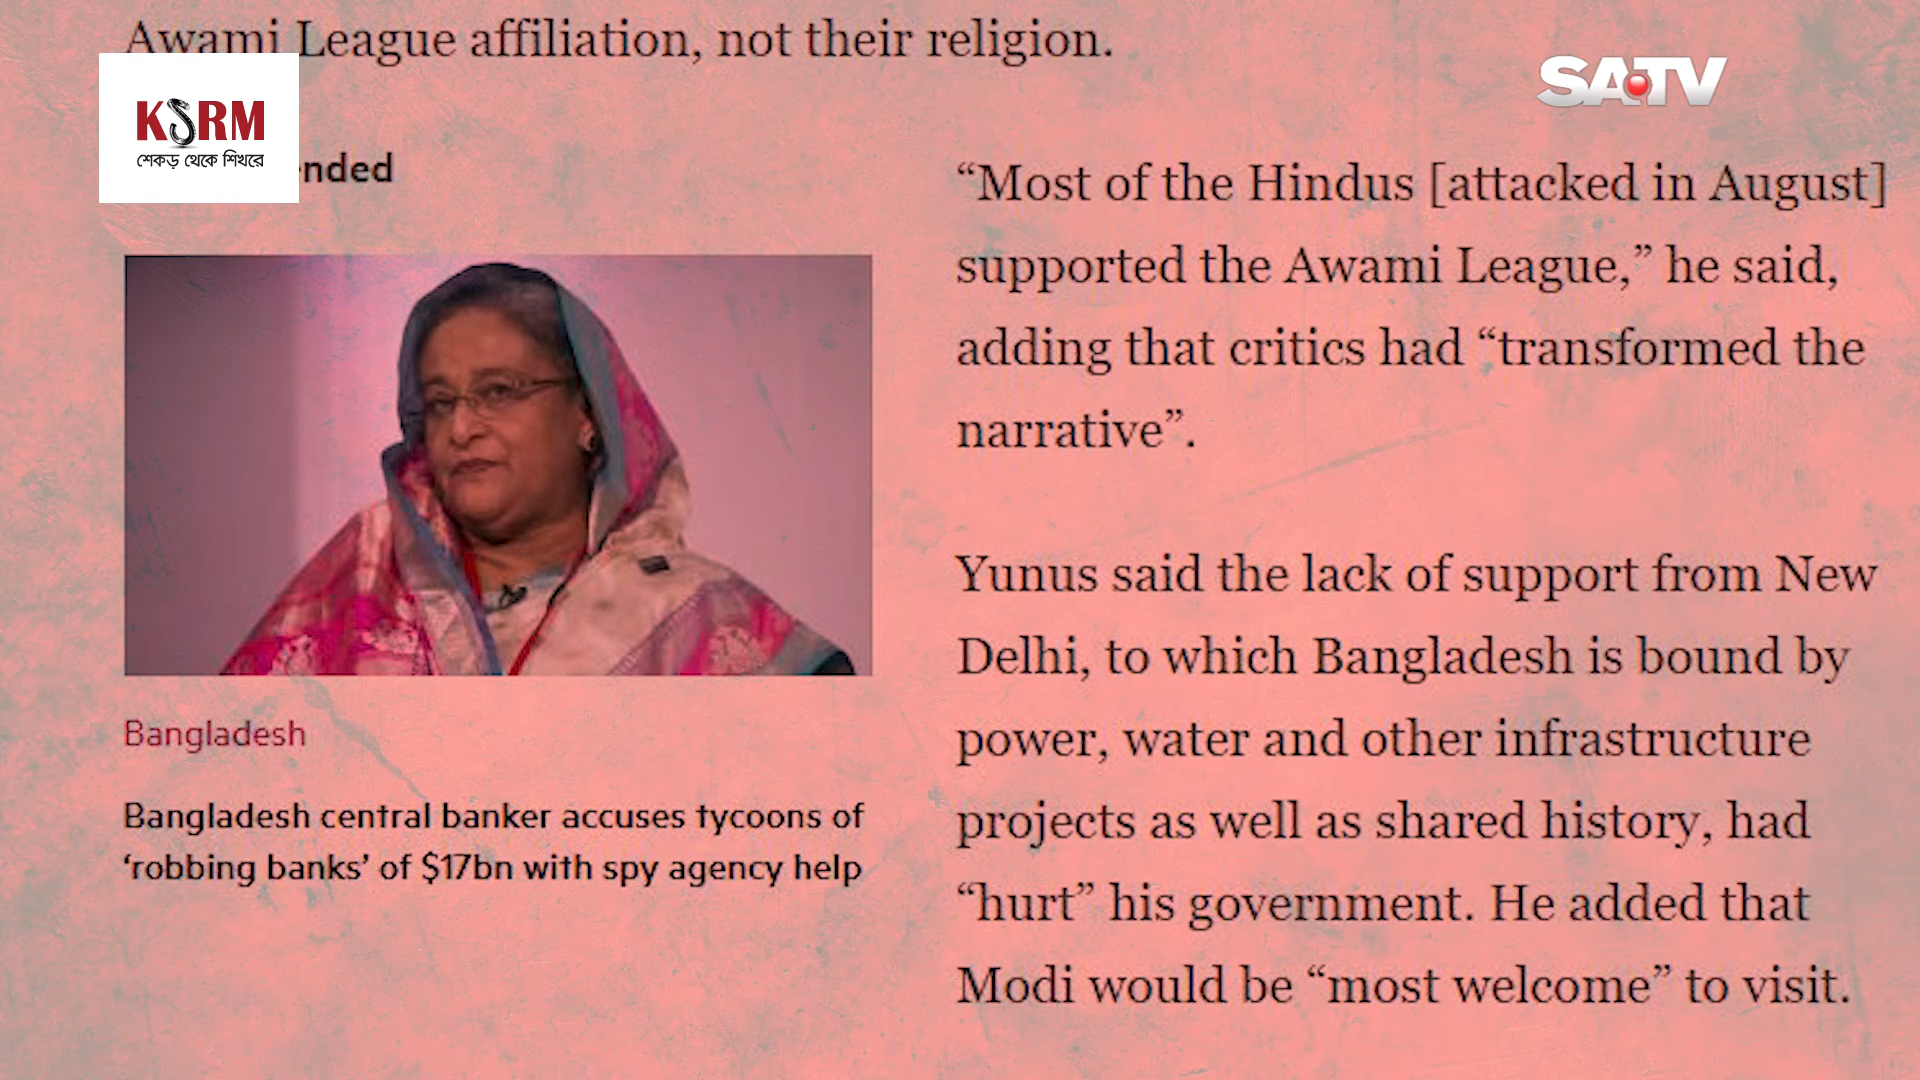 Awami League affiliation, not their religion.
SATV
KSRM
শেকড় থেকে শিখরে
nded
“Most of the Hindus [attacked in August]
supported the Awami League,” he said,
adding that critics had “transformed the
narrative”.
Yunus said the lack of support from New
Delhi, to which Bangladesh is bound by
power, water and other infrastructure
projects as well as shared history, had
“hurt” his government. He added that
Modi would be “most welcome” to visit.
Bangladesh
Bangladesh central banker accuses tycoons of
‘robbing banks’ of $17bn with spy agency help